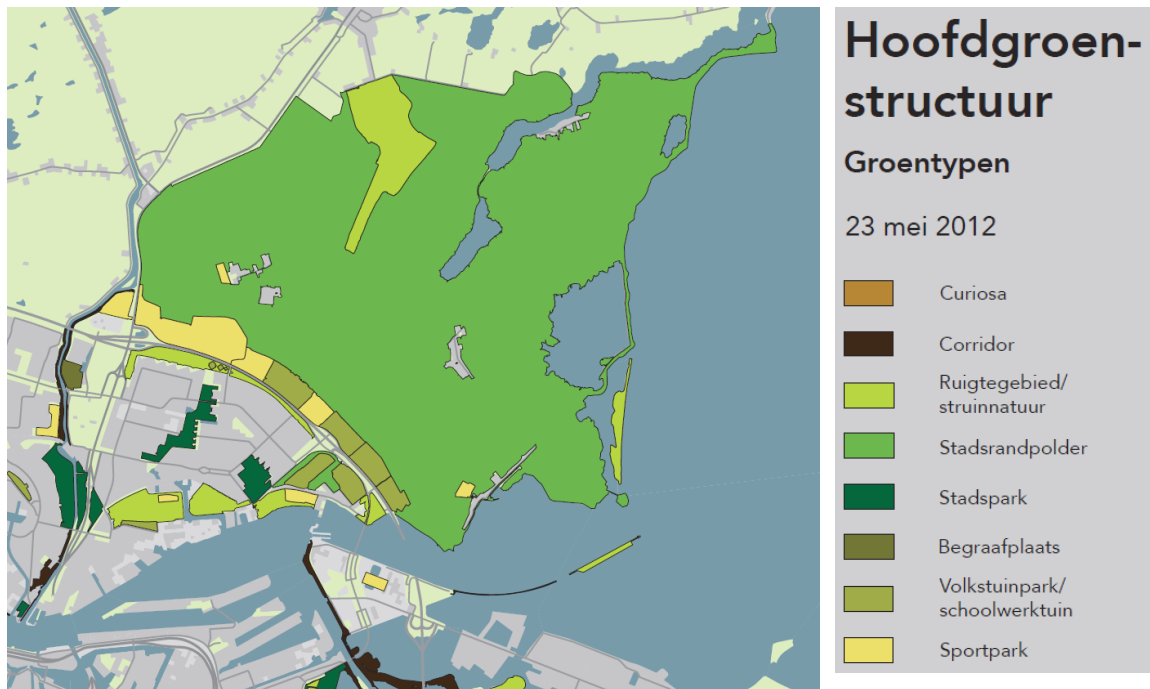 Hoofdgroen-
structuur
Groentypen
23 mei 2012
Curiosa
Corridor
Ruigtegebied/
struinnatuur
Stadsrandpolder
Stadspark
Begraafplaats
Volkstuinpark/
schoolwerktuin
Sportpark